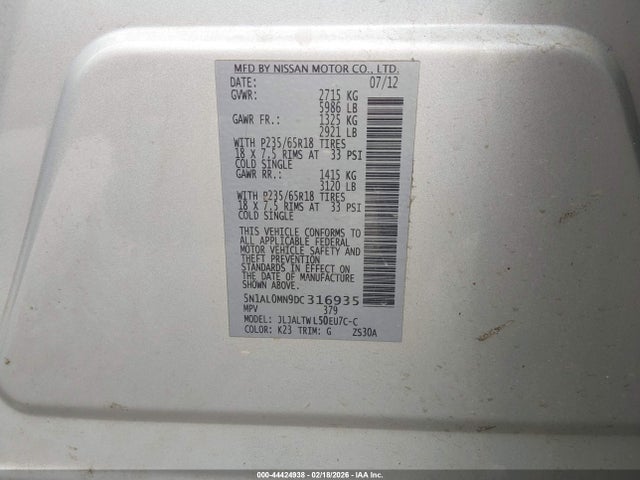 MFD BY NISSAN MOTOR CO., LTD.
DATE: 07/12
GVWR: 2715 KG
5986 LB
GAWR FR.: 1325 KG
2921 LB
WITH P235/65R18 TIRES
18 X 7.5 RIMS AT 33 PSI
COLD SINGLE
GAWR RR.: 1415 KG
3120 LB
WITH P235/65R18 TIRES
18 X 7.5 RIMS AT 33 PSI
COLD SINGLE
THIS VEHICLE CONFORMS TO
ALL APPLICABLE FEDERAL
MOTOR VEHICLE SAFETY AND
THEFT PREVENTION
STANDARDS IN EFFECT ON
THE DATE OF MANUFACTURE
SHOWN ABOVE.
5N1AL0MN9DC316935
MPV 379
MODEL: JLJALTWL50EU7C-C
COLOR: K23 TRIM: G ZS30A
000-44424938 - 02/18/2026 - IAA Inc.